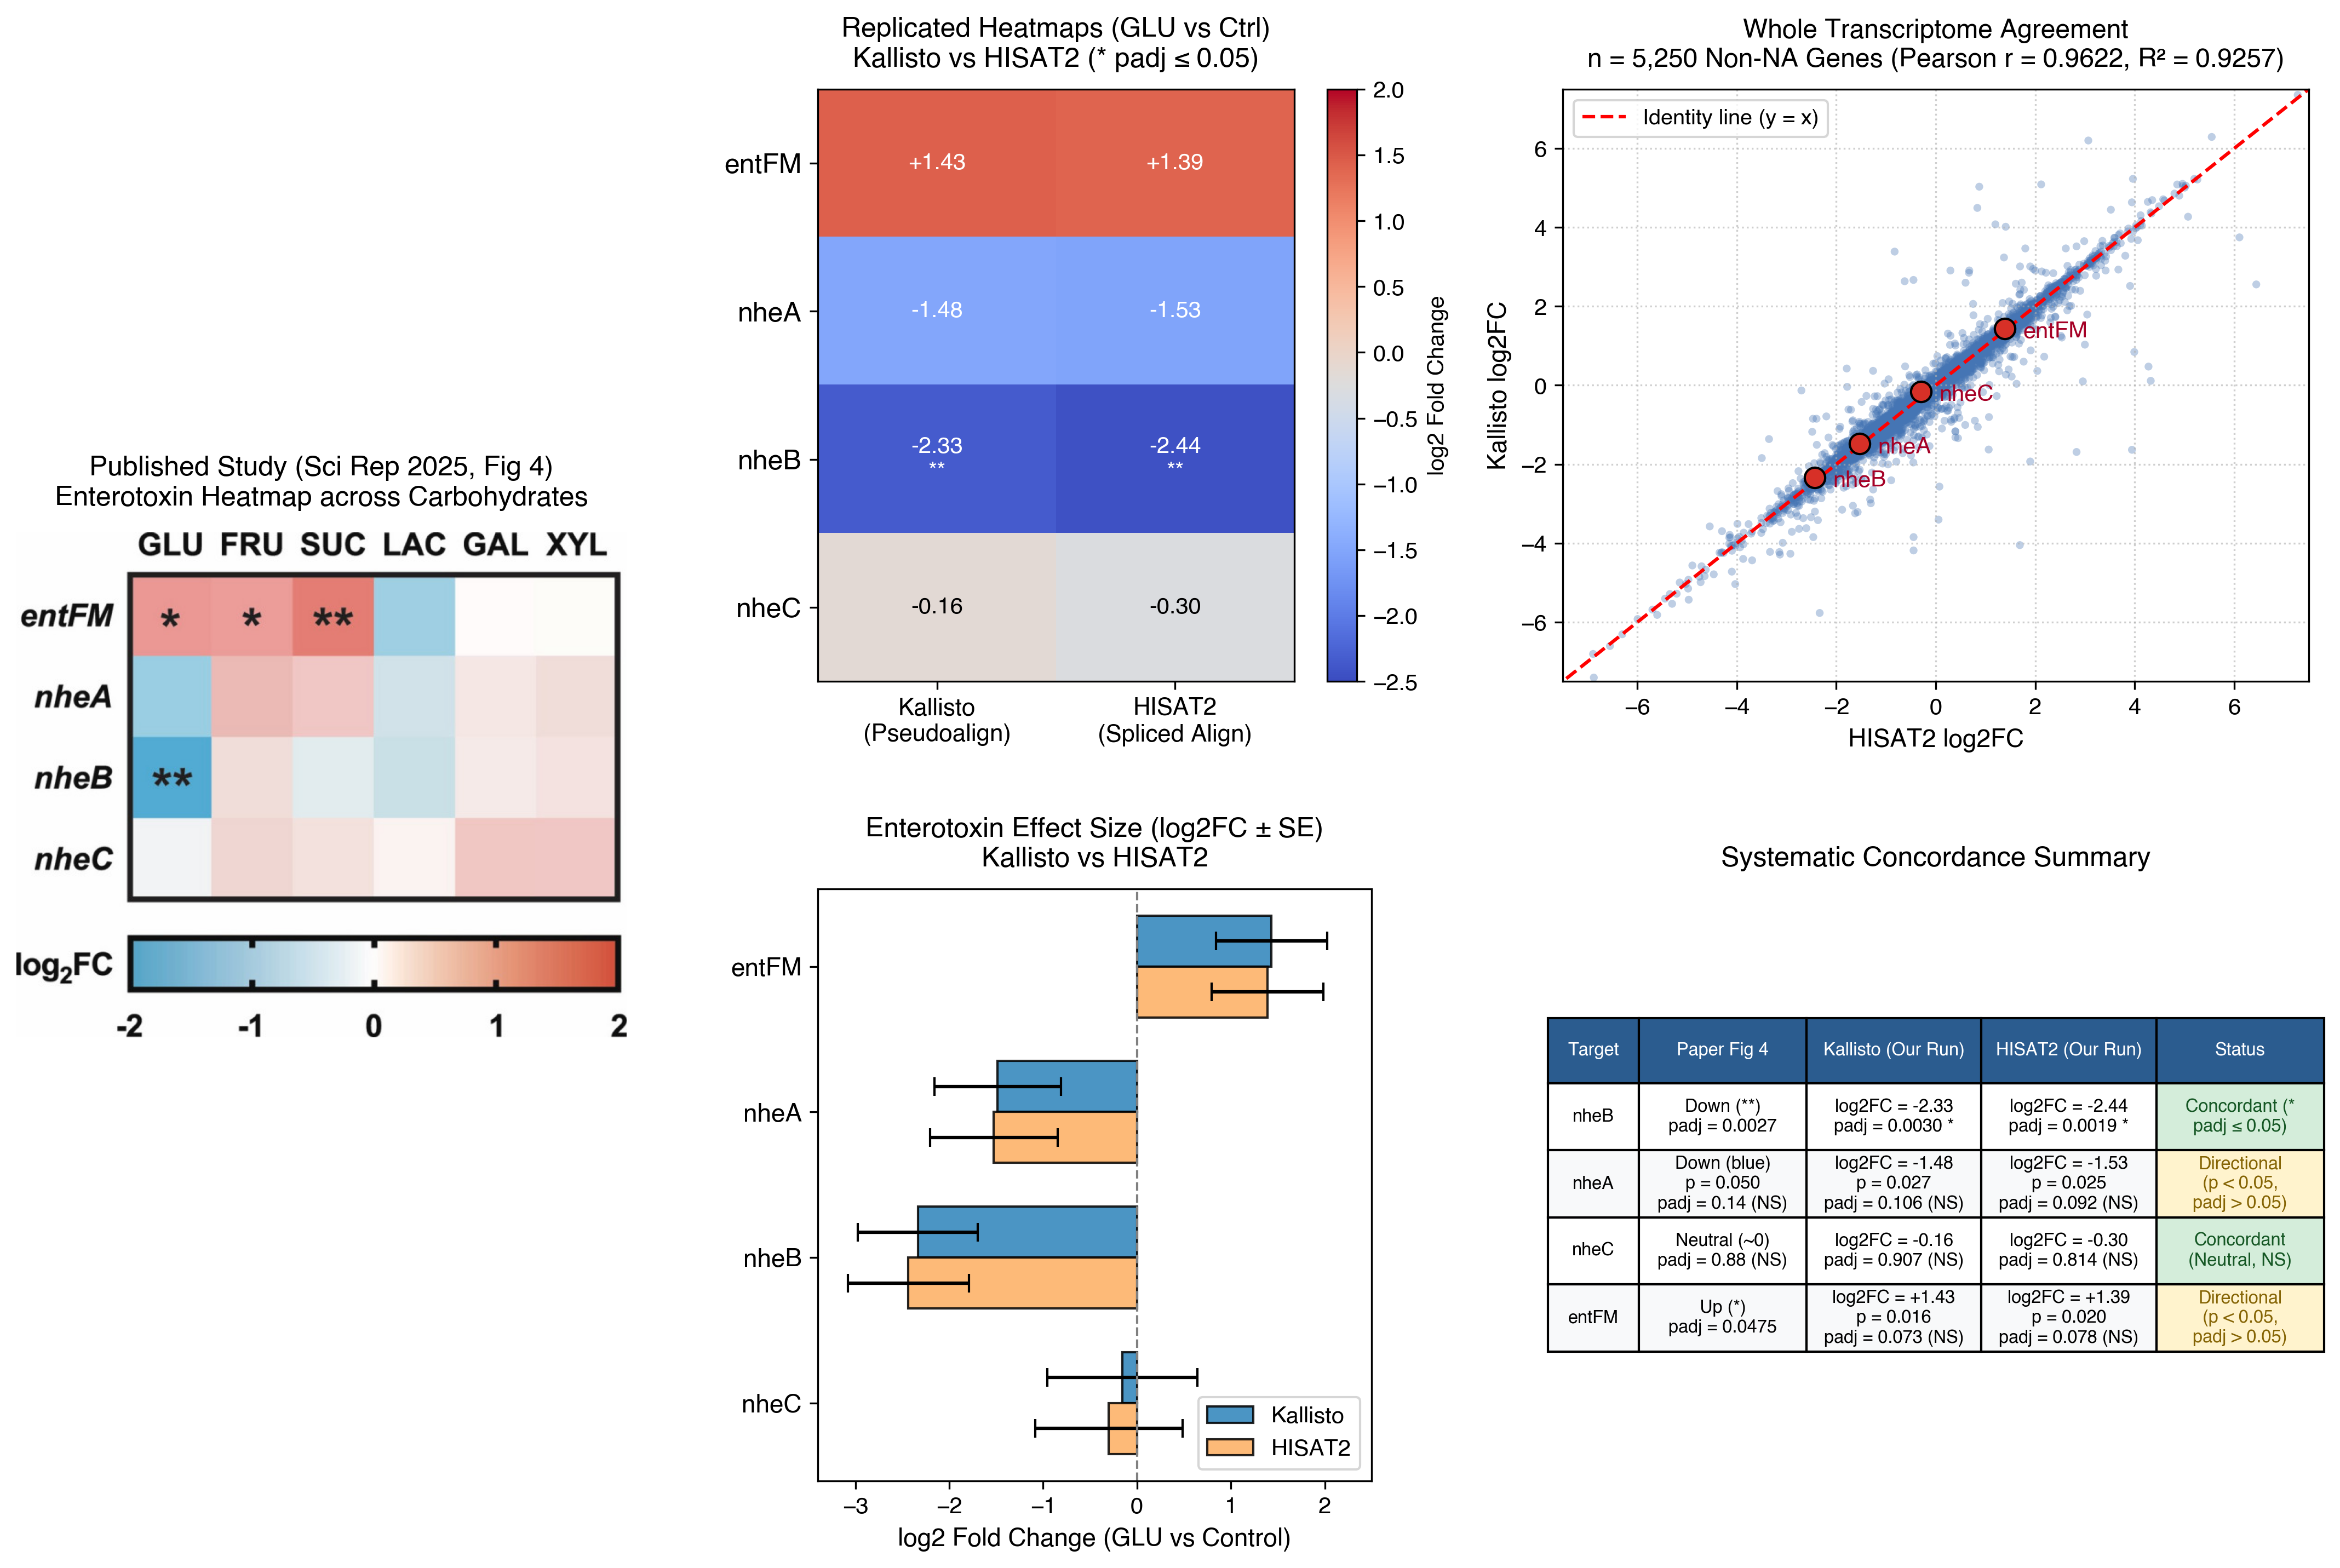 Published Study (Sci Rep 2025, Fig 4)
Enterotoxin Heatmap across Carbohydrates
GLU FRU SUC LAC GAL XYL
entFM * * **
nheA
nheB **
nheC
log2FC
-2 -1 0 1 2
Replicated Heatmaps (GLU vs Ctrl)
Kallisto vs HISAT2 (* padj ≤ 0.05)
entFM +1.43 +1.39
nheA -1.48 -1.53
nheB -2.33 -2.44
** **
nheC -0.16 -0.30
Kallisto
(Pseudoalign)
HISAT2
(Spliced Align)
2.0
1.5
1.0
0.5
0.0
−0.5
−1.0
−1.5
−2.0
−2.5
log2 Fold Change
Whole Transcriptome Agreement
n = 5,250 Non-NA Genes (Pearson r = 0.9622, R² = 0.9257)
Identity line (y = x)
6
4
2
0
−2
−4
−6
Kallisto log2FC
entFM
nheC
nheA
nheB
−6 −4 −2 0 2 4 6
HISAT2 log2FC
Enterotoxin Effect Size (log2FC ± SE)
Kallisto vs HISAT2
entFM
nheA
nheB
nheC
Kallisto
HISAT2
−3 −2 −1 0 1 2
log2 Fold Change (GLU vs Control)
Systematic Concordance Summary
Target Paper Fig 4 Kallisto (Our Run) HISAT2 (Our Run) Status
nheB
Down (**)
padj = 0.0027
log2FC = -2.33
padj = 0.0030 *
log2FC = -2.44
padj = 0.0019 *
Concordant (*
padj ≤ 0.05)
nheA
Down (blue)
p = 0.050
padj = 0.14 (NS)
log2FC = -1.48
p = 0.027
padj = 0.106 (NS)
log2FC = -1.53
p = 0.025
padj = 0.092 (NS)
Directional
(p < 0.05,
padj > 0.05)
nheC
Neutral (~0)
padj = 0.88 (NS)
log2FC = -0.16
padj = 0.907 (NS)
log2FC = -0.30
padj = 0.814 (NS)
Concordant
(Neutral, NS)
entFM
Up (*)
padj = 0.0475
log2FC = +1.43
p = 0.016
padj = 0.073 (NS)
log2FC = +1.39
p = 0.020
padj = 0.078 (NS)
Directional
(p < 0.05,
padj > 0.05)